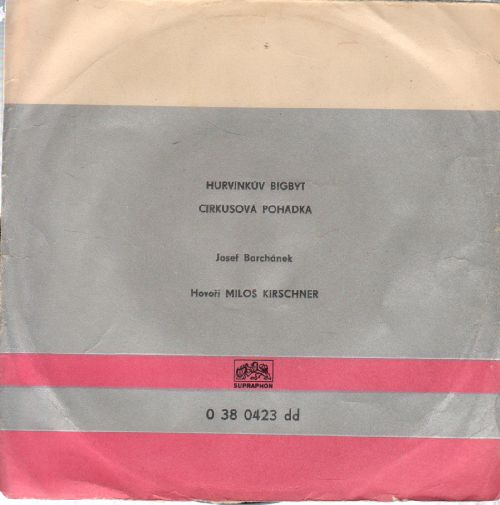 HURVINKŮV BIGBYT
CIRKUSOVÁ POHÁDKA
Josef Barchánek
Hovoří MILOŠ KIRSCHNER
SUPRAPHON
0 38 0423 dd